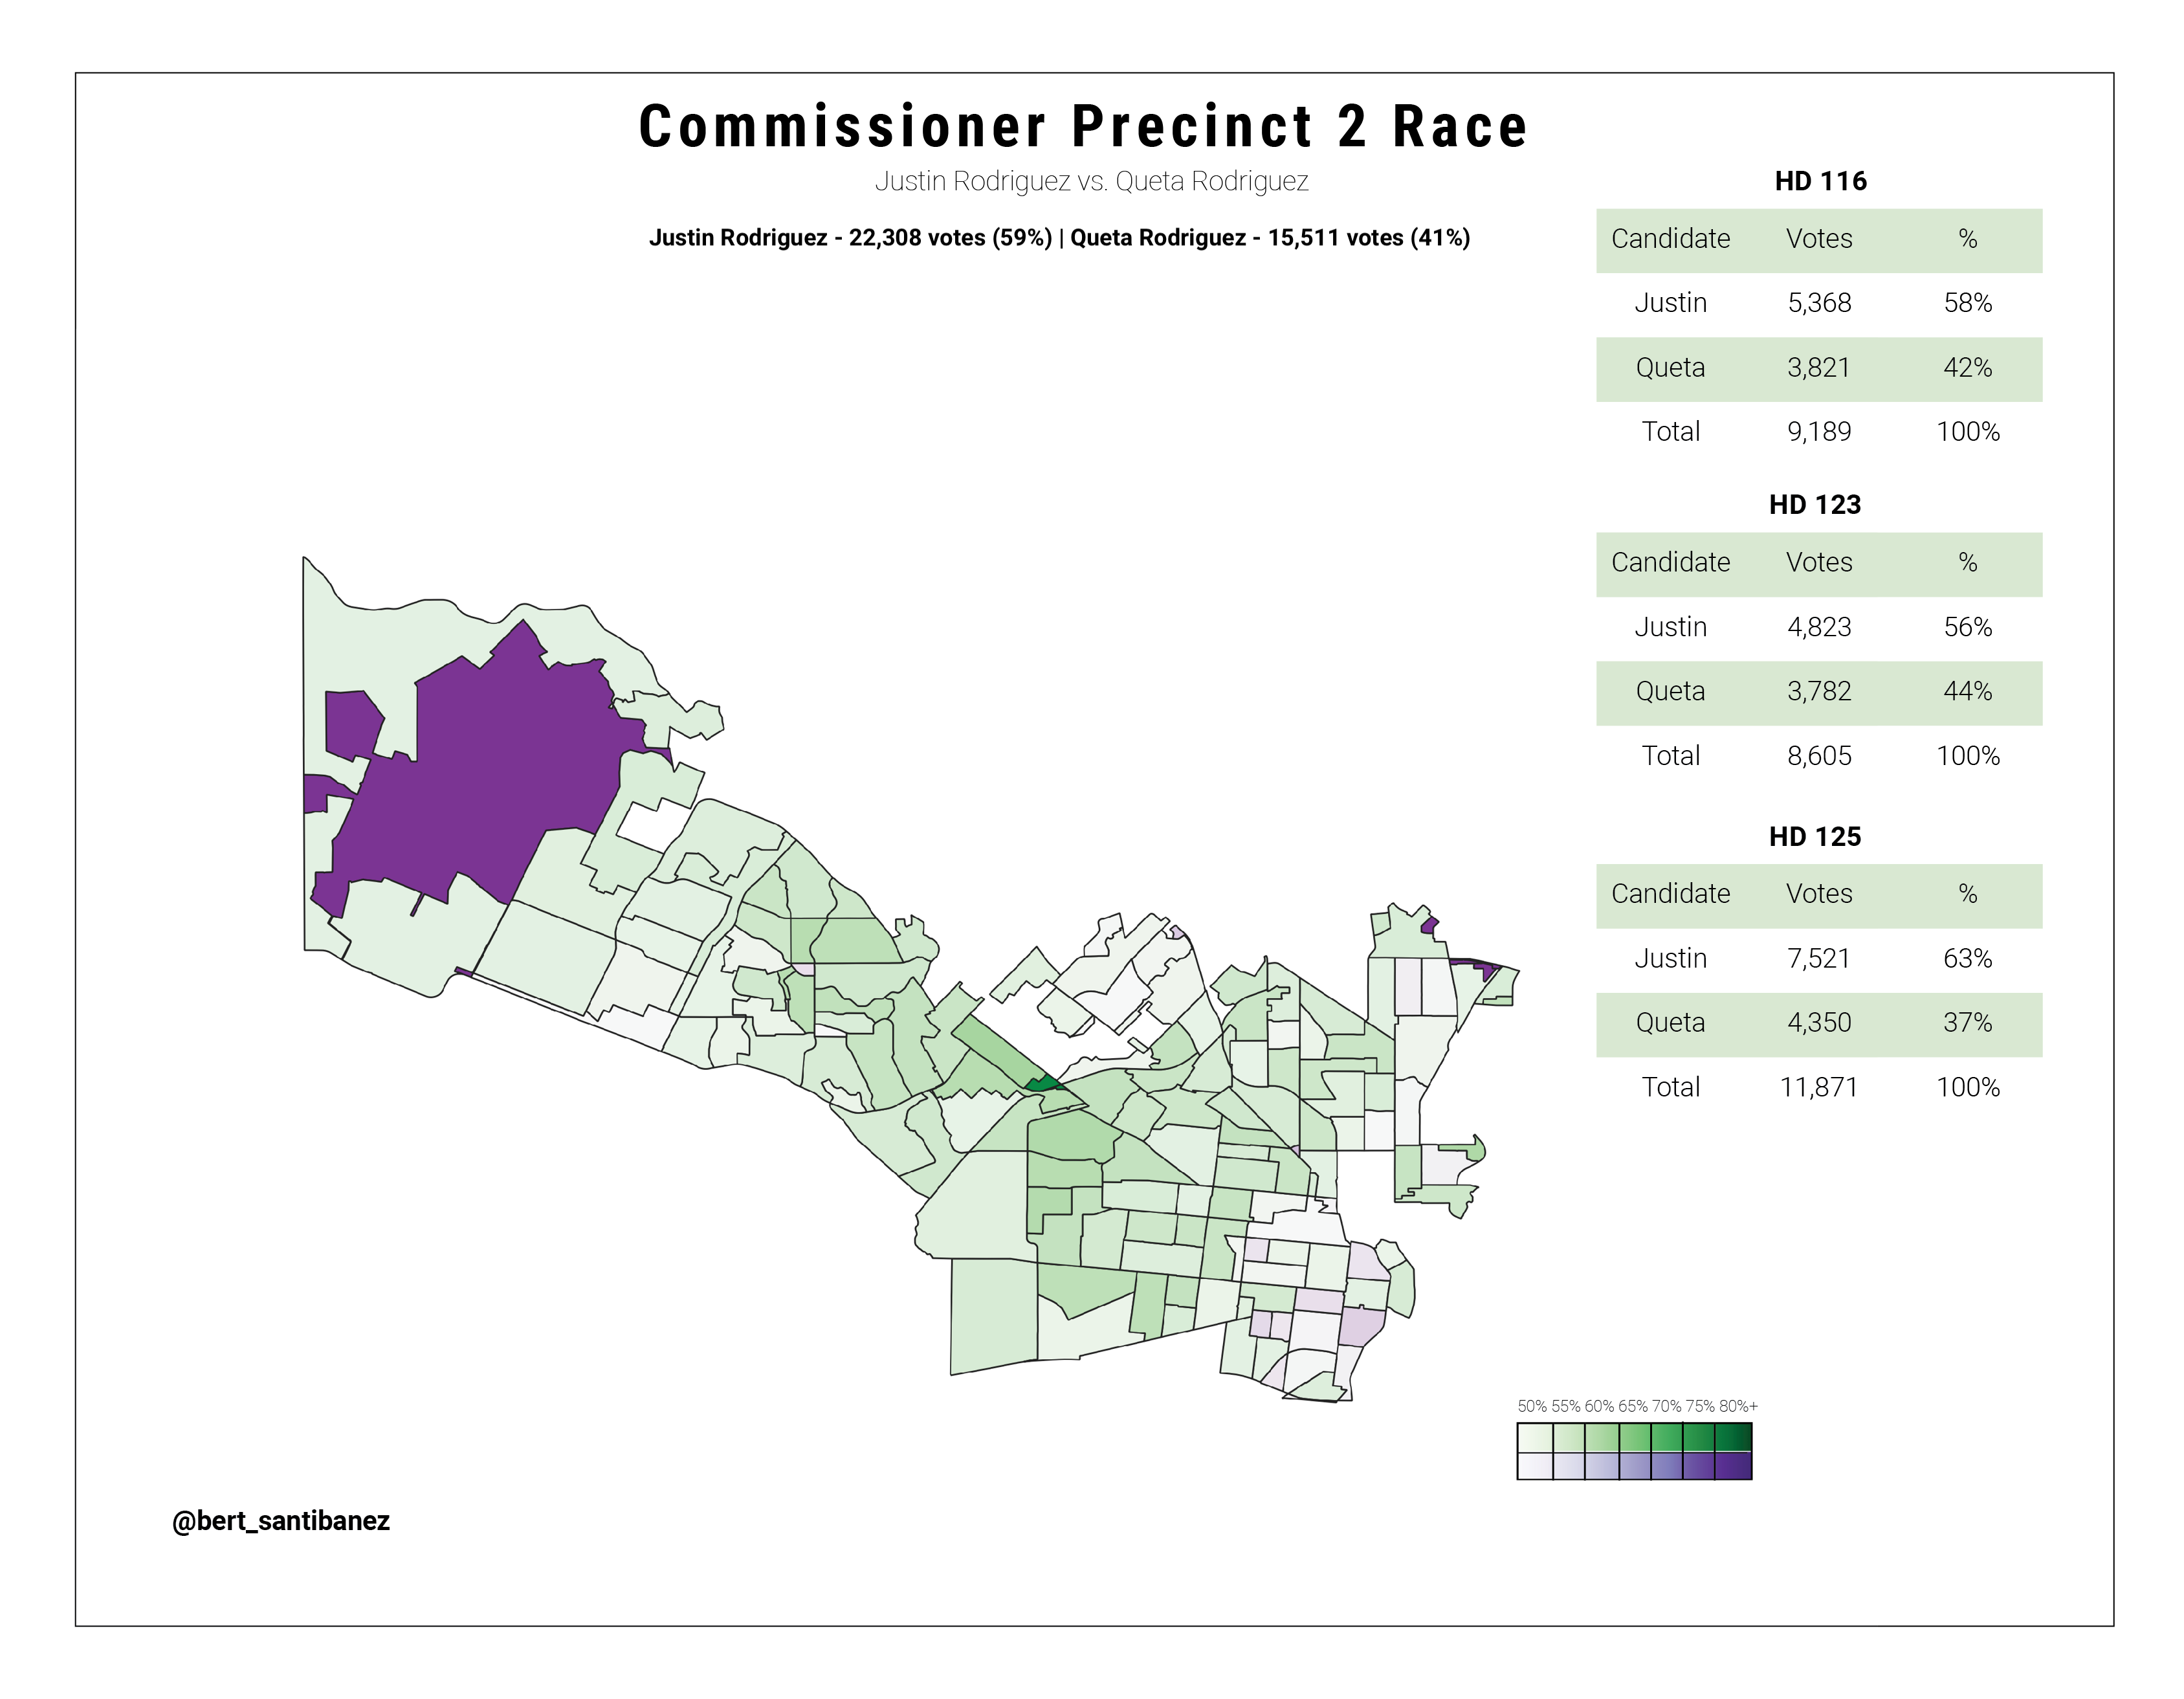 Commissioner Precinct 2 Race
Justin Rodriguez vs. Queta Rodriguez
Justin Rodriguez - 22,308 votes (59%) | Queta Rodriguez - 15,511 votes (41%)
HD 116
Candidate Votes %
Justin 5,368 58%
Queta 3,821 42%
Total 9,189 100%
HD 123
Candidate Votes %
Justin 4,823 56%
Queta 3,782 44%
Total 8,605 100%
HD 125
Candidate Votes %
Justin 7,521 63%
Queta 4,350 37%
Total 11,871 100%
50% 55% 60% 65% 70% 75% 80%+
@bert_santibanez